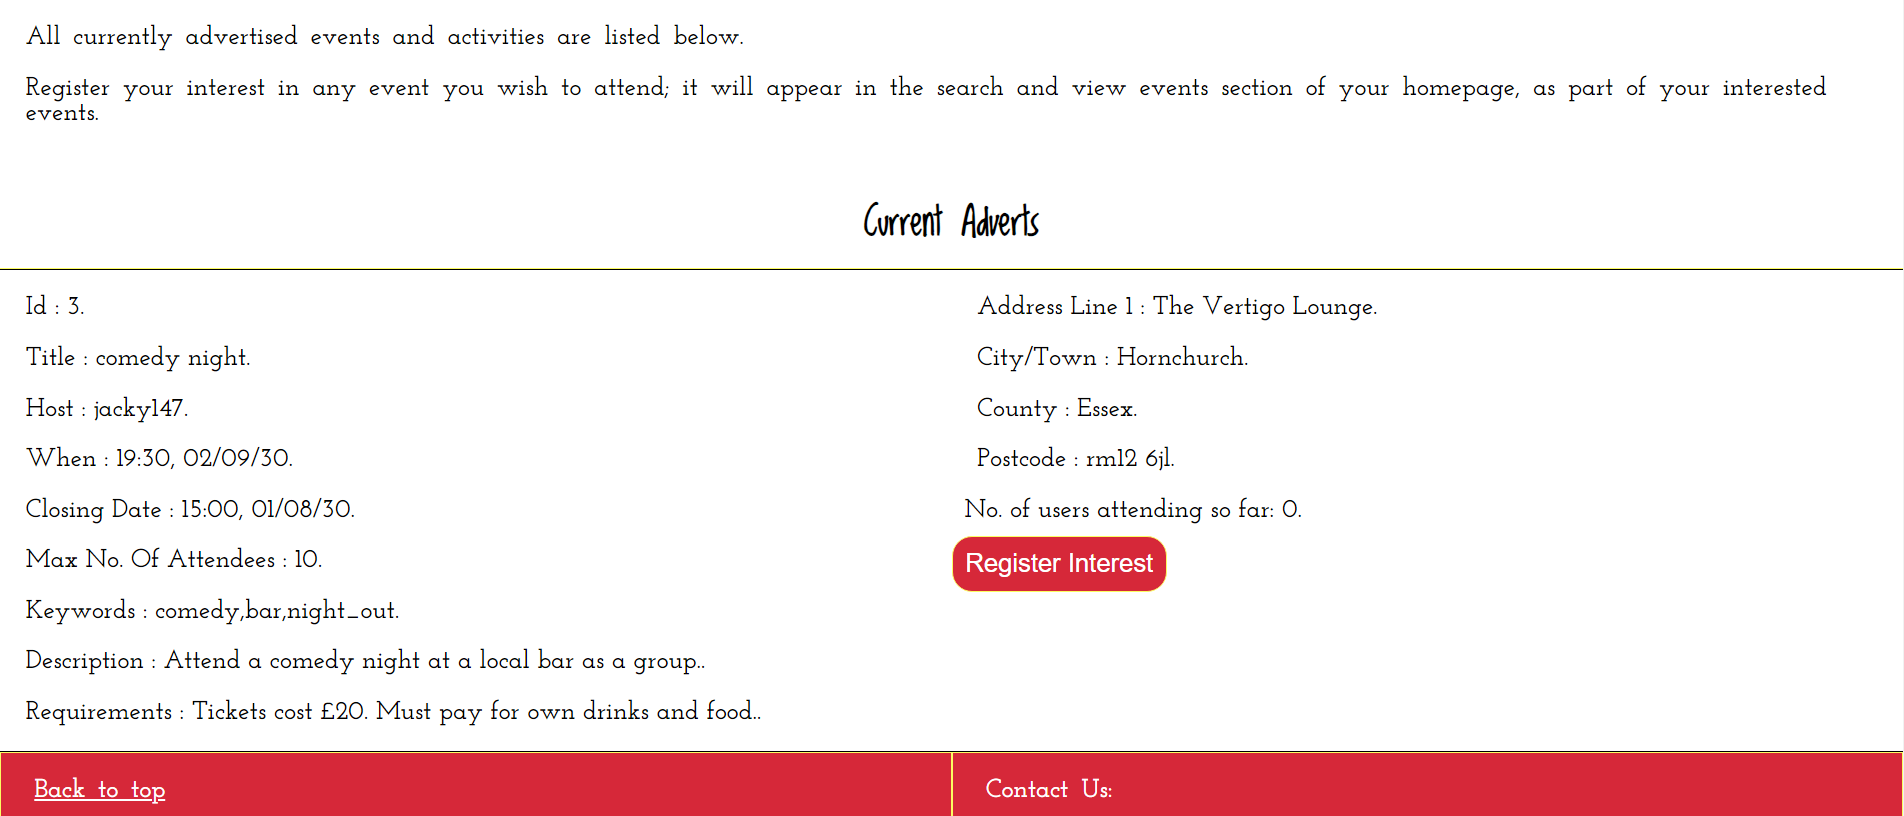 All currently advertised events and activities are listed below.
Register your interest in any event you wish to attend; it will appear in the search and view events section of your homepage, as part of your interested
events.
Current Adverts
Id : 3.
Title : comedy night.
Host : jacky147.
When : 19:30, 02/09/30.
Closing Date : 15:00, 01/08/30.
Max No. Of Attendees : 10.
Keywords : comedy,bar,night_out.
Description : Attend a comedy night at a local bar as a group..
Requirements : Tickets cost £20. Must pay for own drinks and food..
Address Line 1 : The Vertigo Lounge.
City/Town : Hornchurch.
County : Essex.
Postcode : rm12 6jl.
No. of users attending so far: 0.
Register Interest
Back to top
Contact Us: